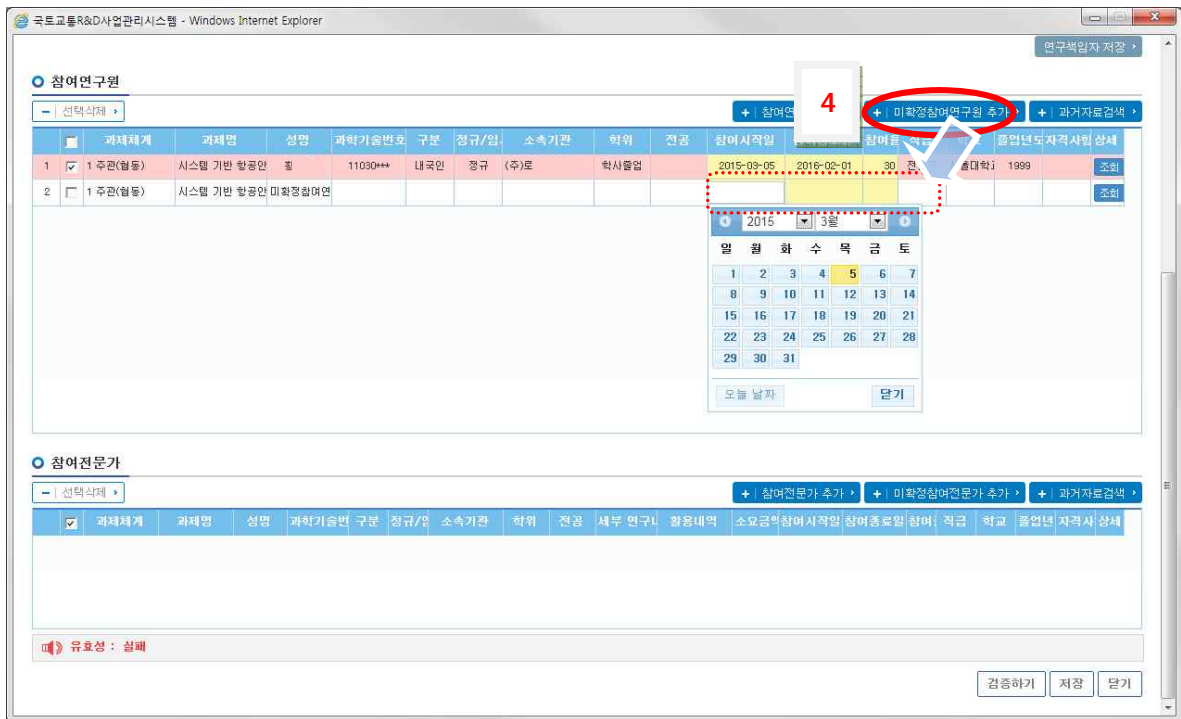 국토교통R&D사업관리시스템 - Windows Internet Explorer
연구책임자 저장
참여연구원
선택삭제
4
+ 미확정참여연구원 추가
+ 과거자료검색
과제체계 과제명 성명 과학기술번호 구분 정규/임 소속기관 학위 전공 참여시작일 졸업년도 자격사항 상세
1 1 주관(협동) 시스템 기반 항공안 황 11030*** 내국인 정규 (주)로 학사졸업 2015-03-05 2016-02-01 30 1999 조회
2 1 주관(협동) 시스템 기반 항공안 미확정참여연 조회
2015 3월
일 월 화 수 목 금 토
1 2 3 4 5 6 7
8 9 10 11 12 13 14
15 16 17 18 19 20 21
22 23 24 25 26 27 28
29 30 31
오늘 날짜 닫기
참여전문가
선택삭제
+ 참여전문가 추가
+ 미확정참여전문가 추가
+ 과거자료검색
과제체계 과제명 성명 과학기술번 구분 정규/임 소속기관 학위 전공 세부 연구 활용내역 소요금액 참여시작일 참여종료일 참여 직급 학교 졸업년 자격사 상세
유효성 : 실패
검증하기 저장 닫기